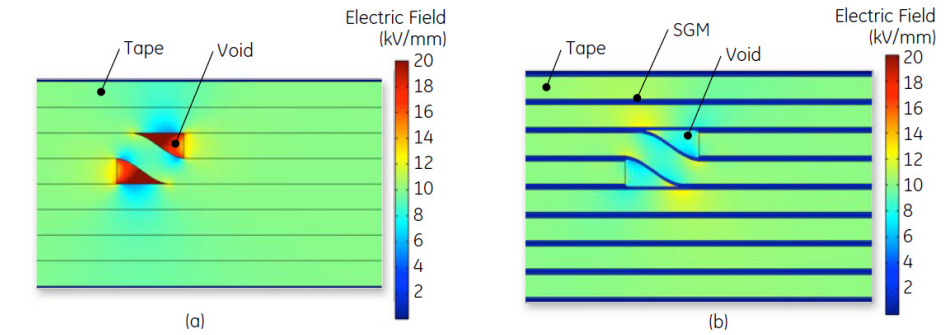 Electric Field
(kV/mm)
Tape
Void
20
18
16
14
12
10
8
6
4
2
(a)
Electric Field
(kV/mm)
SGM
Tape
Void
20
18
16
14
12
10
8
6
4
2
(b)